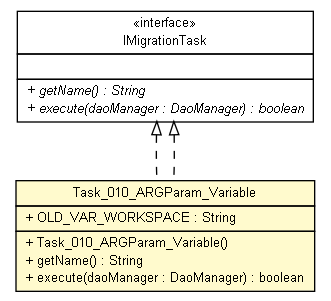 «interface»
IMigrationTask
+ getName() : String
+ execute(daoManager : DaoManager) : boolean
Task_010_ARGParam_Variable
+ OLD_VAR_WORKSPACE : String
+ Task_010_ARGParam_Variable()
+ getName() : String
+ execute(daoManager : DaoManager) : boolean